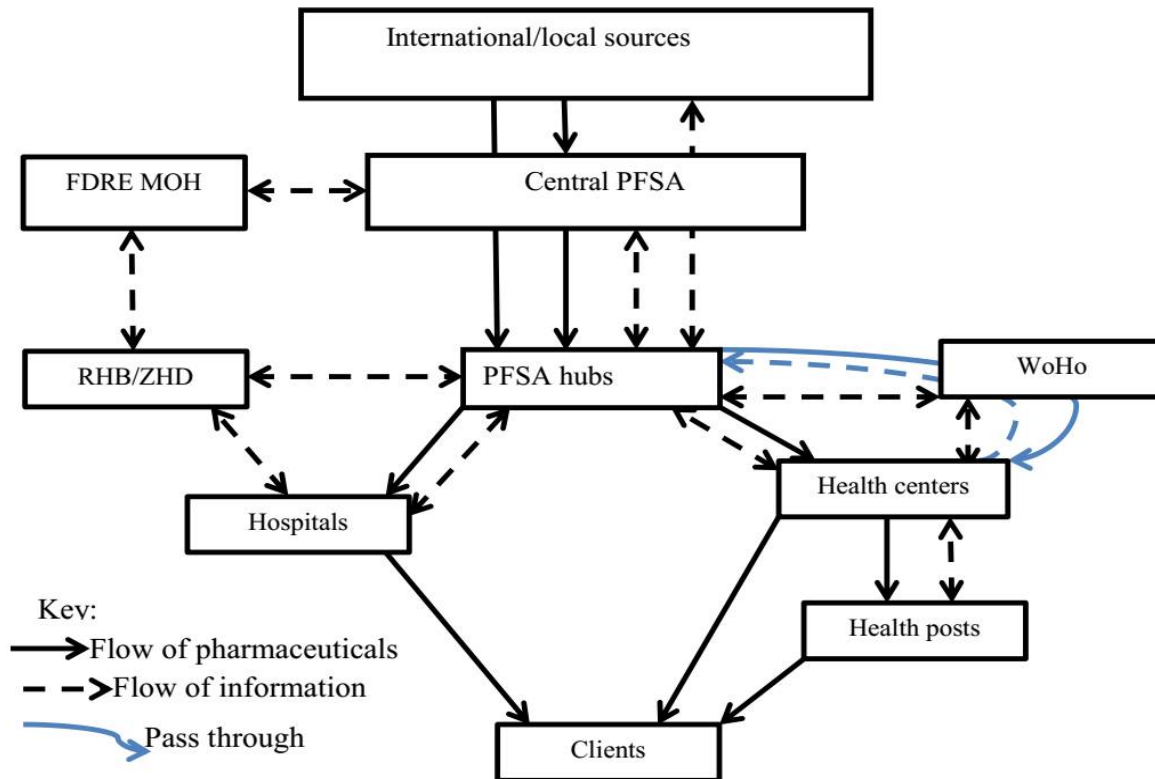 International/local sources
FDRE MOH
Central PFSA
RHB/ZHD
PFSA hubs
WoHo
Health centers
Hospitals
Health posts
Kev:
Flow of pharmaceuticals
Flow of information
Pass through
Clients